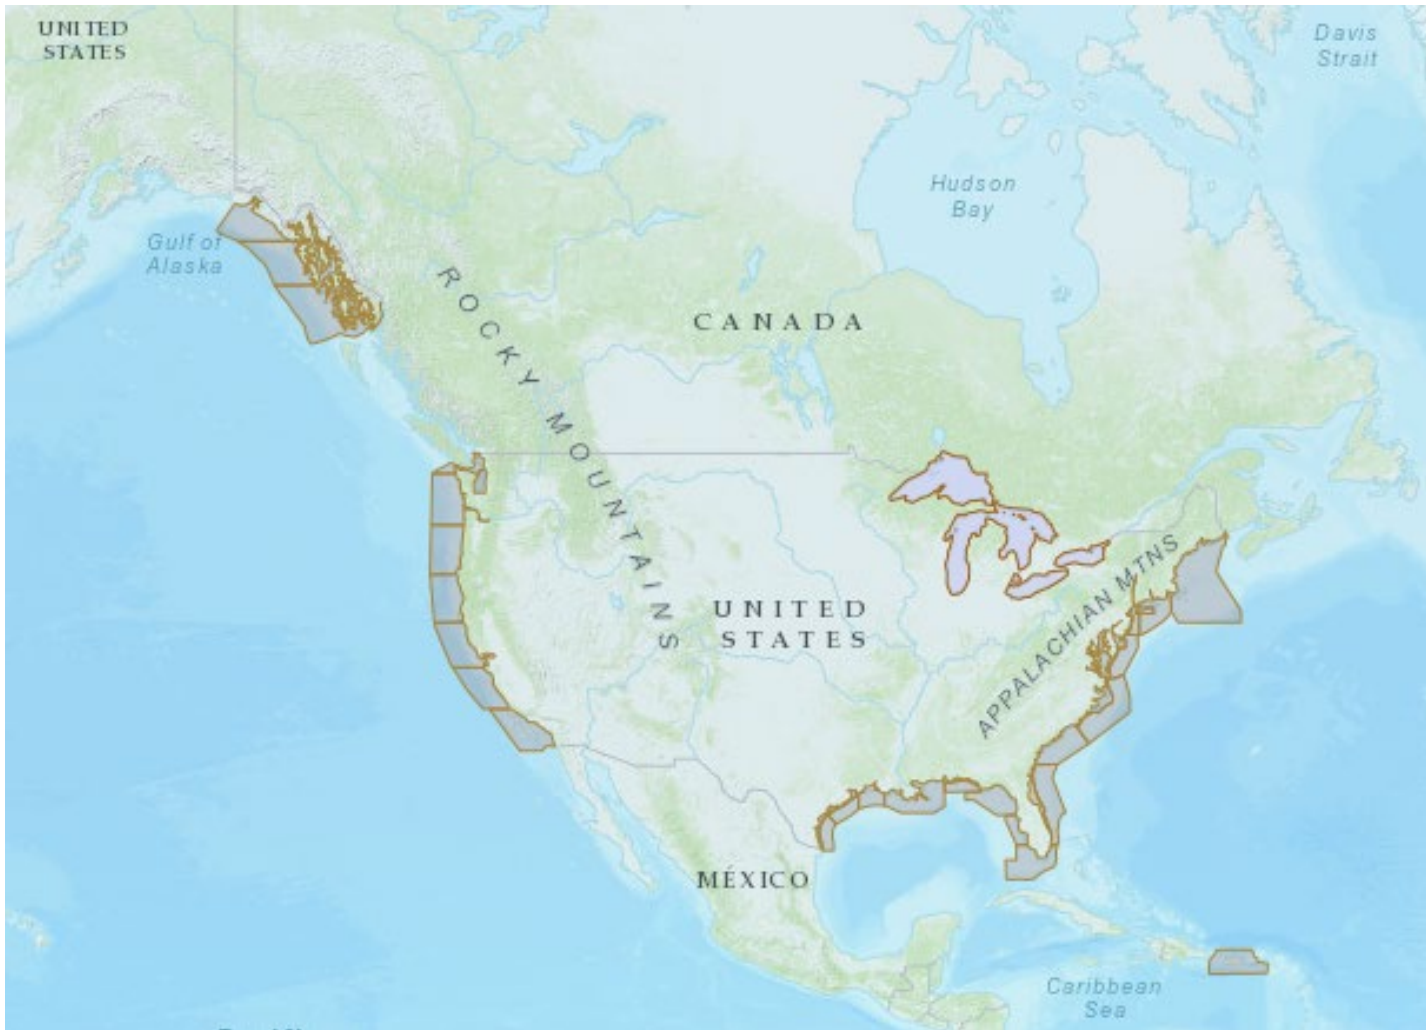 UNITED
STATES
Davis
Strait
Hudson
Bay
Gulf of
Alaska
ROCKY MOUNTAINS
CANADA
UNITED
STATES
APPALACHIAN MTNS
MÉXICO
Caribbean
Sea